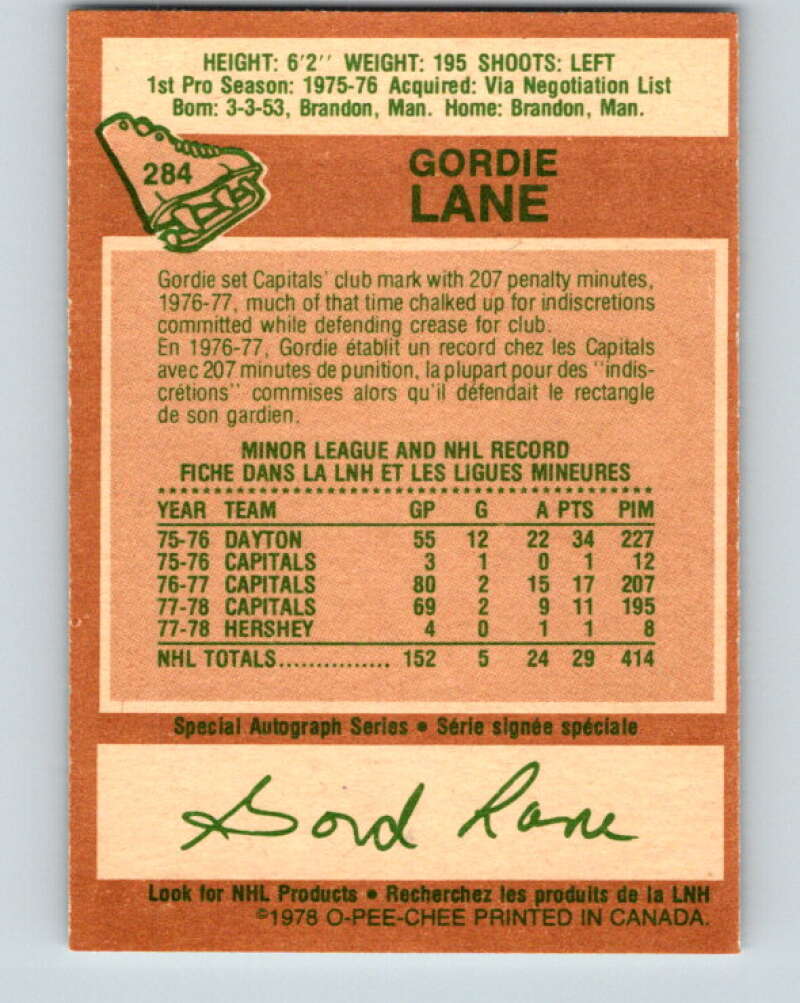 HEIGHT: 6'2'' WEIGHT: 195 SHOOTS: LEFT
1st Pro Season: 1975-76 Acquired: Via Negotiation List
Born: 3-3-53, Brandon, Man. Home: Brandon, Man.
284
GORDIE
LANE
Gordie set Capitals' club mark with 207 penalty minutes,
1976-77, much of that time chalked up for indiscretions
committed while defending crease for club.
En 1976-77, Gordie établit un record chez les Capitals
avec 207 minutes de punition, la plupart pour des "indis-
crétions" commises alors qu'il défendait le rectangle
de son gardien.
MINOR LEAGUE AND NHL RECORD
FICHE DANS LA LNH ET LES LIGUES MINEURES
YEAR TEAM GP G A PTS PIM
75-76 DAYTON 55 12 22 34 227
75-76 CAPITALS 3 1 0 1 12
76-77 CAPITALS 80 2 15 17 207
77-78 CAPITALS 69 2 9 11 195
77-78 HERSHEY 4 0 1 1 8
NHL TOTALS................ 152 5 24 29 414
Special Autograph Series • Série signée spéciale
Gord Lane
Look for NHL Products • Recherchez les produits de la LNH
©1978 O-PEE-CHEE PRINTED IN CANADA.